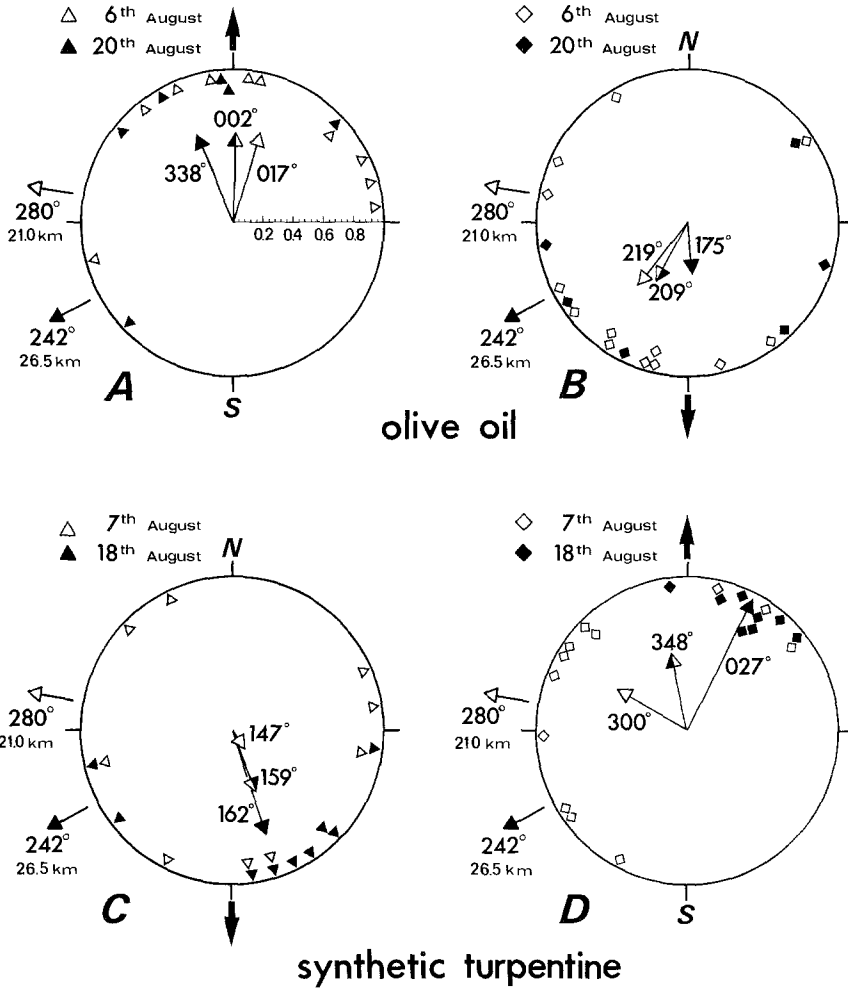 6th August
20th August
002°
338°
017°
0.2 0.4 0.6 0.8
280°
21.0 km
242°
26.5 km
A
S
6th August
20th August
N
280°
210 km
219°
175°
209°
242°
26.5 km
B
olive oil
7th August
18th August
N
280°
21.0 km
147°
159°
162°
242°
26.5 km
C
7th August
18th August
348°
027°
300°
280°
210 km
242°
26.5 km
D
S
synthetic turpentine